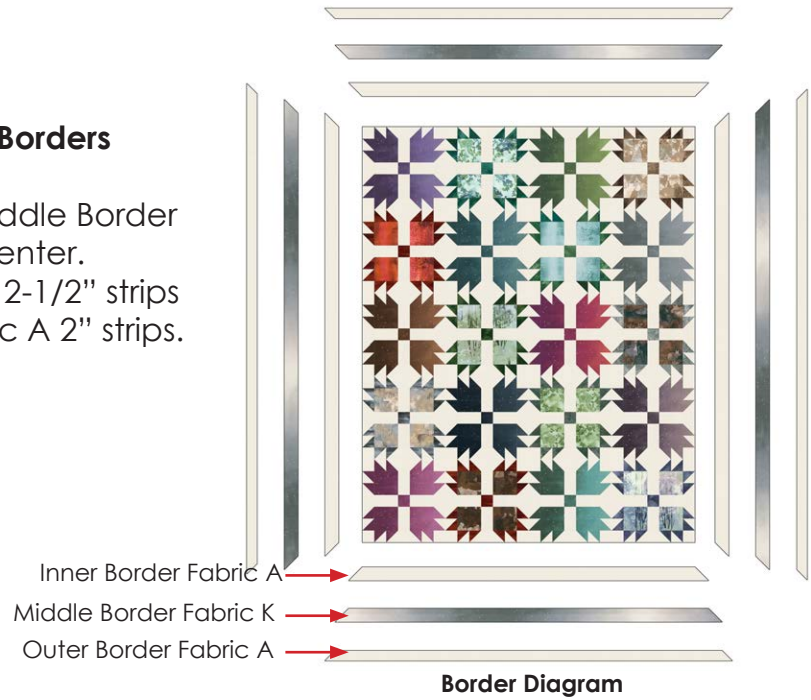 Borders
ddle Border
enter.
2-1/2” strips
c A 2” strips.
Inner Border Fabric A
Middle Border Fabric K
Outer Border Fabric A
Border Diagram